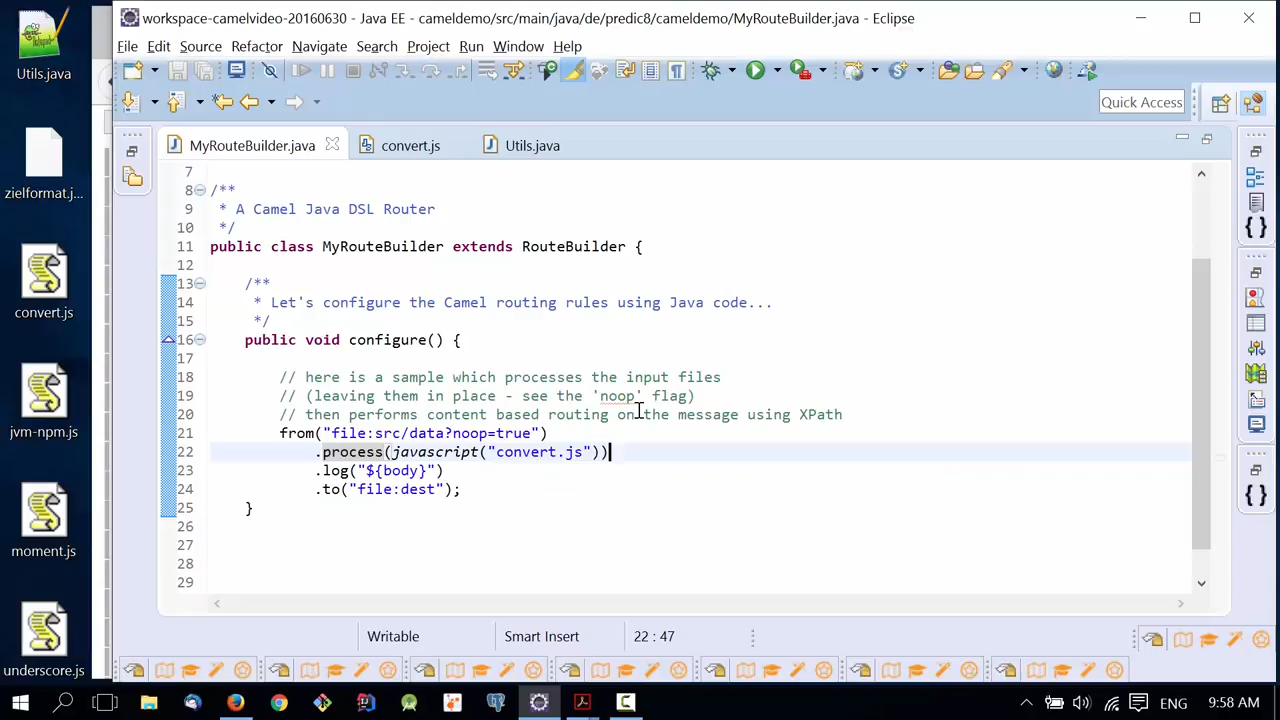 workspace-camelvideo-20160630 - Java EE - cameldemo/src/main/java/de/predic8/cameldemo/MyRouteBuilder.java - Eclipse
File Edit Source Refactor Navigate Search Project Run Window Help
Quick Access
MyRouteBuilder.java convert.js Utils.java
7
8 /**
9 * A Camel Java DSL Router
10 */
11 public class MyRouteBuilder extends RouteBuilder {
12
13 /**
14 * Let's configure the Camel routing rules using Java code...
15 */
16 public void configure() {
17
18 // here is a sample which processes the input files
19 // (leaving them in place - see the 'noop' flag)
20 // then performs content based routing on the message using XPath
21 from("file:src/data?noop=true")
22 .process(javascript("convert.js"))
23 .log("${body}")
24 .to("file:dest");
25 }
26
27
28
29
Writable Smart Insert 22 : 47
Utils.java
zielformat.j...
convert.js
jvm-npm.js
moment.js
underscore.js
ENG 9:58 AM